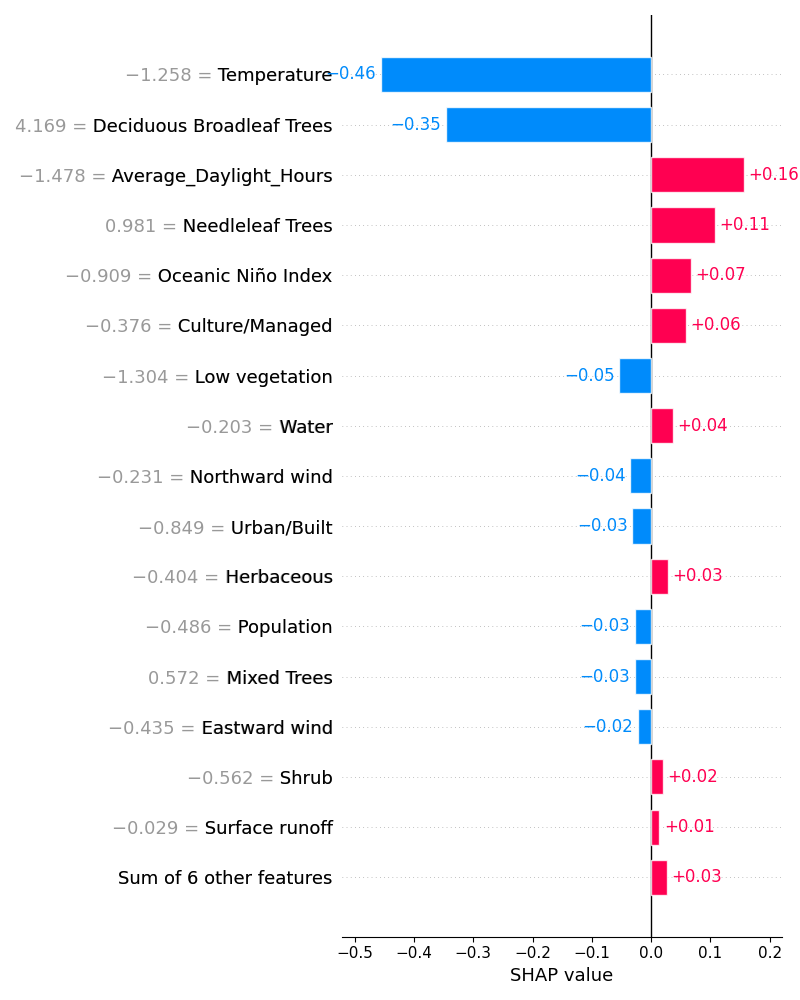 −1.258 = Temperature −0.46
4.169 = Deciduous Broadleaf Trees −0.35
−1.478 = Average_Daylight_Hours +0.16
0.981 = Needleleaf Trees +0.11
−0.909 = Oceanic Niño Index +0.07
−0.376 = Culture/Managed +0.06
−1.304 = Low vegetation −0.05
−0.203 = Water +0.04
−0.231 = Northward wind −0.04
−0.849 = Urban/Built −0.03
−0.404 = Herbaceous +0.03
−0.486 = Population −0.03
0.572 = Mixed Trees −0.03
−0.435 = Eastward wind −0.02
−0.562 = Shrub +0.02
−0.029 = Surface runoff +0.01
Sum of 6 other features +0.03
−0.5 −0.4 −0.3 −0.2 −0.1 0.0 0.1 0.2
SHAP value